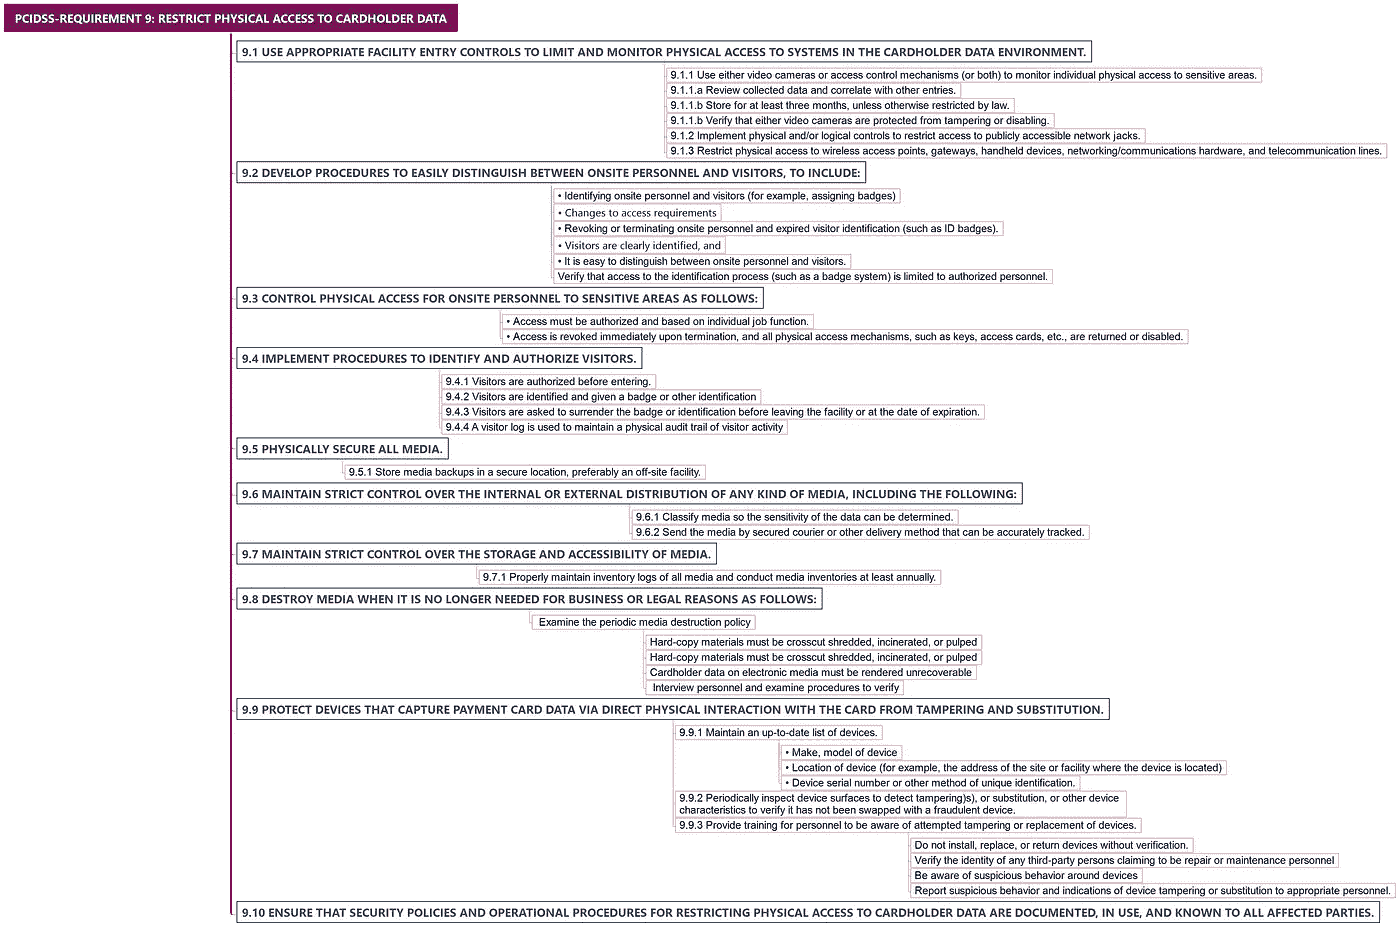 PCIDSS-REQUIREMENT 9: RESTRICT PHYSICAL ACCESS TO CARDHOLDER DATA
9.1 USE APPROPRIATE FACILITY ENTRY CONTROLS TO LIMIT AND MONITOR PHYSICAL ACCESS TO SYSTEMS IN THE CARDHOLDER DATA ENVIRONMENT.
9.1.1 Use either video cameras or access control mechanisms (or both) to monitor individual physical access to sensitive areas.
9.1.1.a Review collected data and correlate with other entries.
9.1.1.b Store for at least three months, unless otherwise restricted by law.
9.1.1.b Verify that either video cameras are protected from tampering or disabling.
9.1.2 Implement physical and/or logical controls to restrict access to publicly accessible network jacks.
9.1.3 Restrict physical access to wireless access points, gateways, handheld devices, networking/communications hardware, and telecommunication lines.
9.2 DEVELOP PROCEDURES TO EASILY DISTINGUISH BETWEEN ONSITE PERSONNEL AND VISITORS, TO INCLUDE:
• Identifying onsite personnel and visitors (for example, assigning badges)
• Changes to access requirements
• Revoking or terminating onsite personnel and expired visitor identification (such as ID badges).
• Visitors are clearly identified, and
• It is easy to distinguish between onsite personnel and visitors.
Verify that access to the identification process (such as a badge system) is limited to authorized personnel.
9.3 CONTROL PHYSICAL ACCESS FOR ONSITE PERSONNEL TO SENSITIVE AREAS AS FOLLOWS:
• Access must be authorized and based on individual job function.
• Access is revoked immediately upon termination, and all physical access mechanisms, such as keys, access cards, etc., are returned or disabled.
9.4 IMPLEMENT PROCEDURES TO IDENTIFY AND AUTHORIZE VISITORS.
9.4.1 Visitors are authorized before entering.
9.4.2 Visitors are identified and given a badge or other identification
9.4.3 Visitors are asked to surrender the badge or identification before leaving the facility or at the date of expiration.
9.4.4 A visitor log is used to maintain a physical audit trail of visitor activity
9.5 PHYSICALLY SECURE ALL MEDIA.
9.5.1 Store media backups in a secure location, preferably an off-site facility.
9.6 MAINTAIN STRICT CONTROL OVER THE INTERNAL OR EXTERNAL DISTRIBUTION OF ANY KIND OF MEDIA, INCLUDING THE FOLLOWING:
9.6.1 Classify media so the sensitivity of the data can be determined.
9.6.2 Send the media by secured courier or other delivery method that can be accurately tracked.
9.7 MAINTAIN STRICT CONTROL OVER THE STORAGE AND ACCESSIBILITY OF MEDIA.
9.7.1 Properly maintain inventory logs of all media and conduct media inventories at least annually.
9.8 DESTROY MEDIA WHEN IT IS NO LONGER NEEDED FOR BUSINESS OR LEGAL REASONS AS FOLLOWS:
Examine the periodic media destruction policy
Hard-copy materials must be crosscut shredded, incinerated, or pulped
Hard-copy materials must be crosscut shredded, incinerated, or pulped
Cardholder data on electronic media must be rendered unrecoverable
Interview personnel and examine procedures to verify
9.9 PROTECT DEVICES THAT CAPTURE PAYMENT CARD DATA VIA DIRECT PHYSICAL INTERACTION WITH THE CARD FROM TAMPERING AND SUBSTITUTION.
9.9.1 Maintain an up-to-date list of devices.
• Make, model of device
• Location of device (for example, the address of the site or facility where the device is located)
• Device serial number or other method of unique identification.
9.9.2 Periodically inspect device surfaces to detect tampering)s), or substitution, or other device
characteristics to verify it has not been swapped with a fraudulent device.
9.9.3 Provide training for personnel to be aware of attempted tampering or replacement of devices.
Do not install, replace, or return devices without verification.
Verify the identity of any third-party persons claiming to be repair or maintenance personnel
Be aware of suspicious behavior around devices
Report suspicious behavior and indications of device tampering or substitution to appropriate personnel.
9.10 ENSURE THAT SECURITY POLICIES AND OPERATIONAL PROCEDURES FOR RESTRICTING PHYSICAL ACCESS TO CARDHOLDER DATA ARE DOCUMENTED, IN USE, AND KNOWN TO ALL AFFECTED PARTIES.